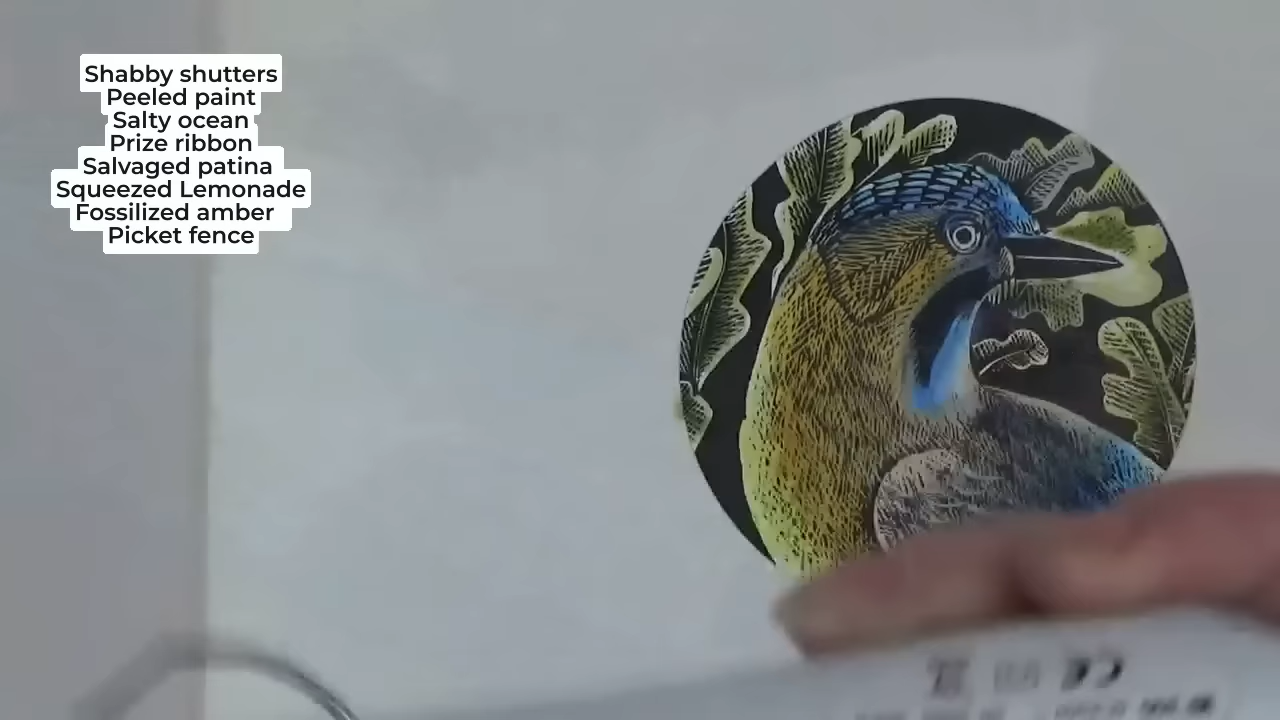 Shabby shutters
Peeled paint
Salty ocean
Prize ribbon
Salvaged patina
Squeezed Lemonade
Fossilized amber
Picket fence